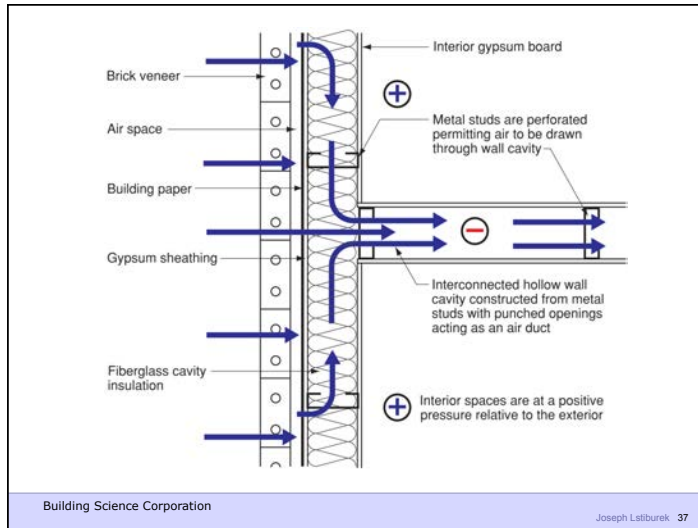 Brick veneer
Air space
Building paper
Gypsum sheathing
Fiberglass cavity
insulation
Interior gypsum board
+
Metal studs are perforated
permitting air to be drawn
through wall cavity
−
Interconnected hollow wall
cavity constructed from metal
studs with punched openings
acting as an air duct
+
Interior spaces are at a positive
pressure relative to the exterior
Building Science Corporation
Joseph Lstiburek 37